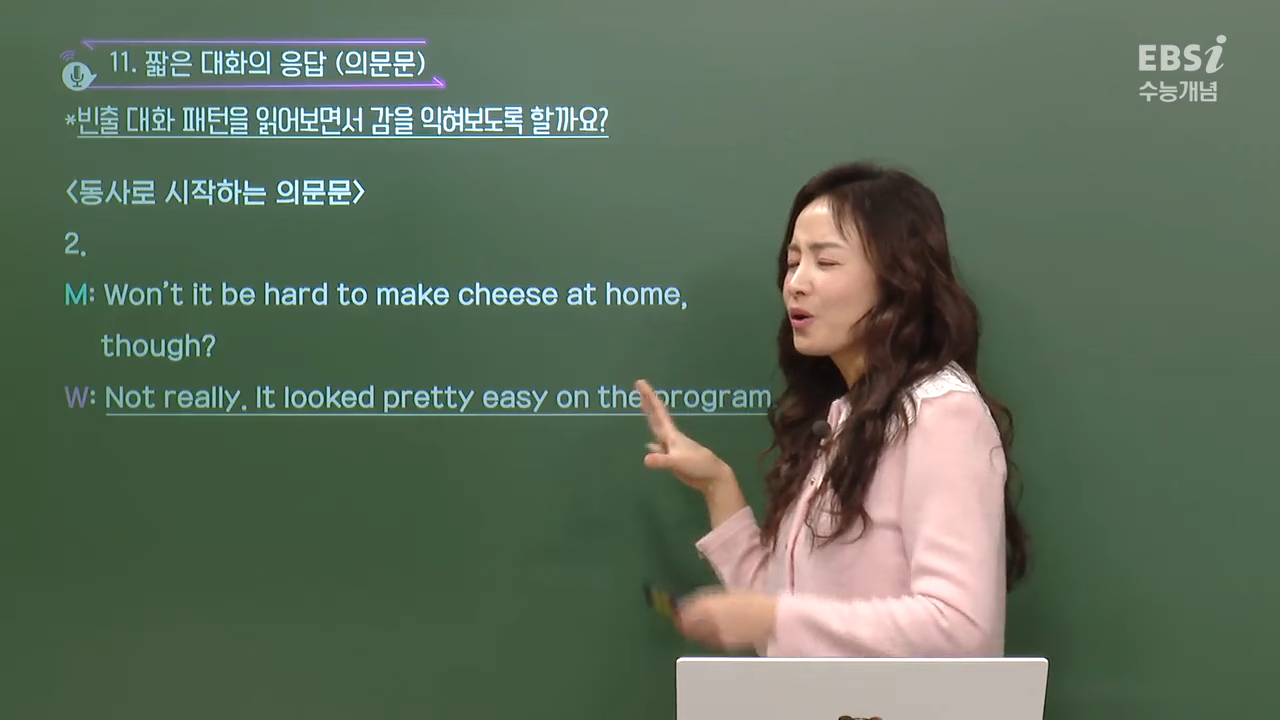 11. 짧은 대화의 응답 (의문문)
*빈출 대화 패턴을 읽어보면서 감을 익혀보도록 할까요?
<동사로 시작하는 의문문>
2.
M: Won't it be hard to make cheese at home,
though?
W: Not really. It looked pretty easy on the program
EBSi
수능개념